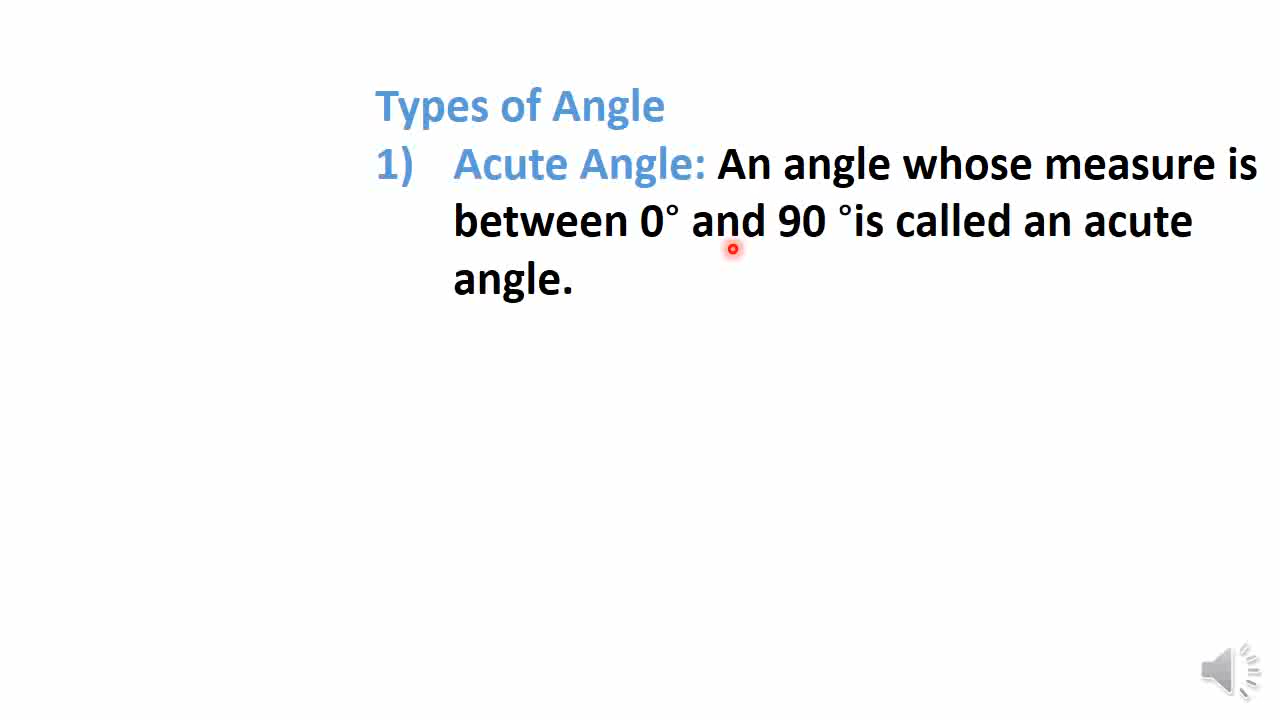 Types of Angle
1) Acute Angle: An angle whose measure is
between 0° and 90 °is called an acute
angle.